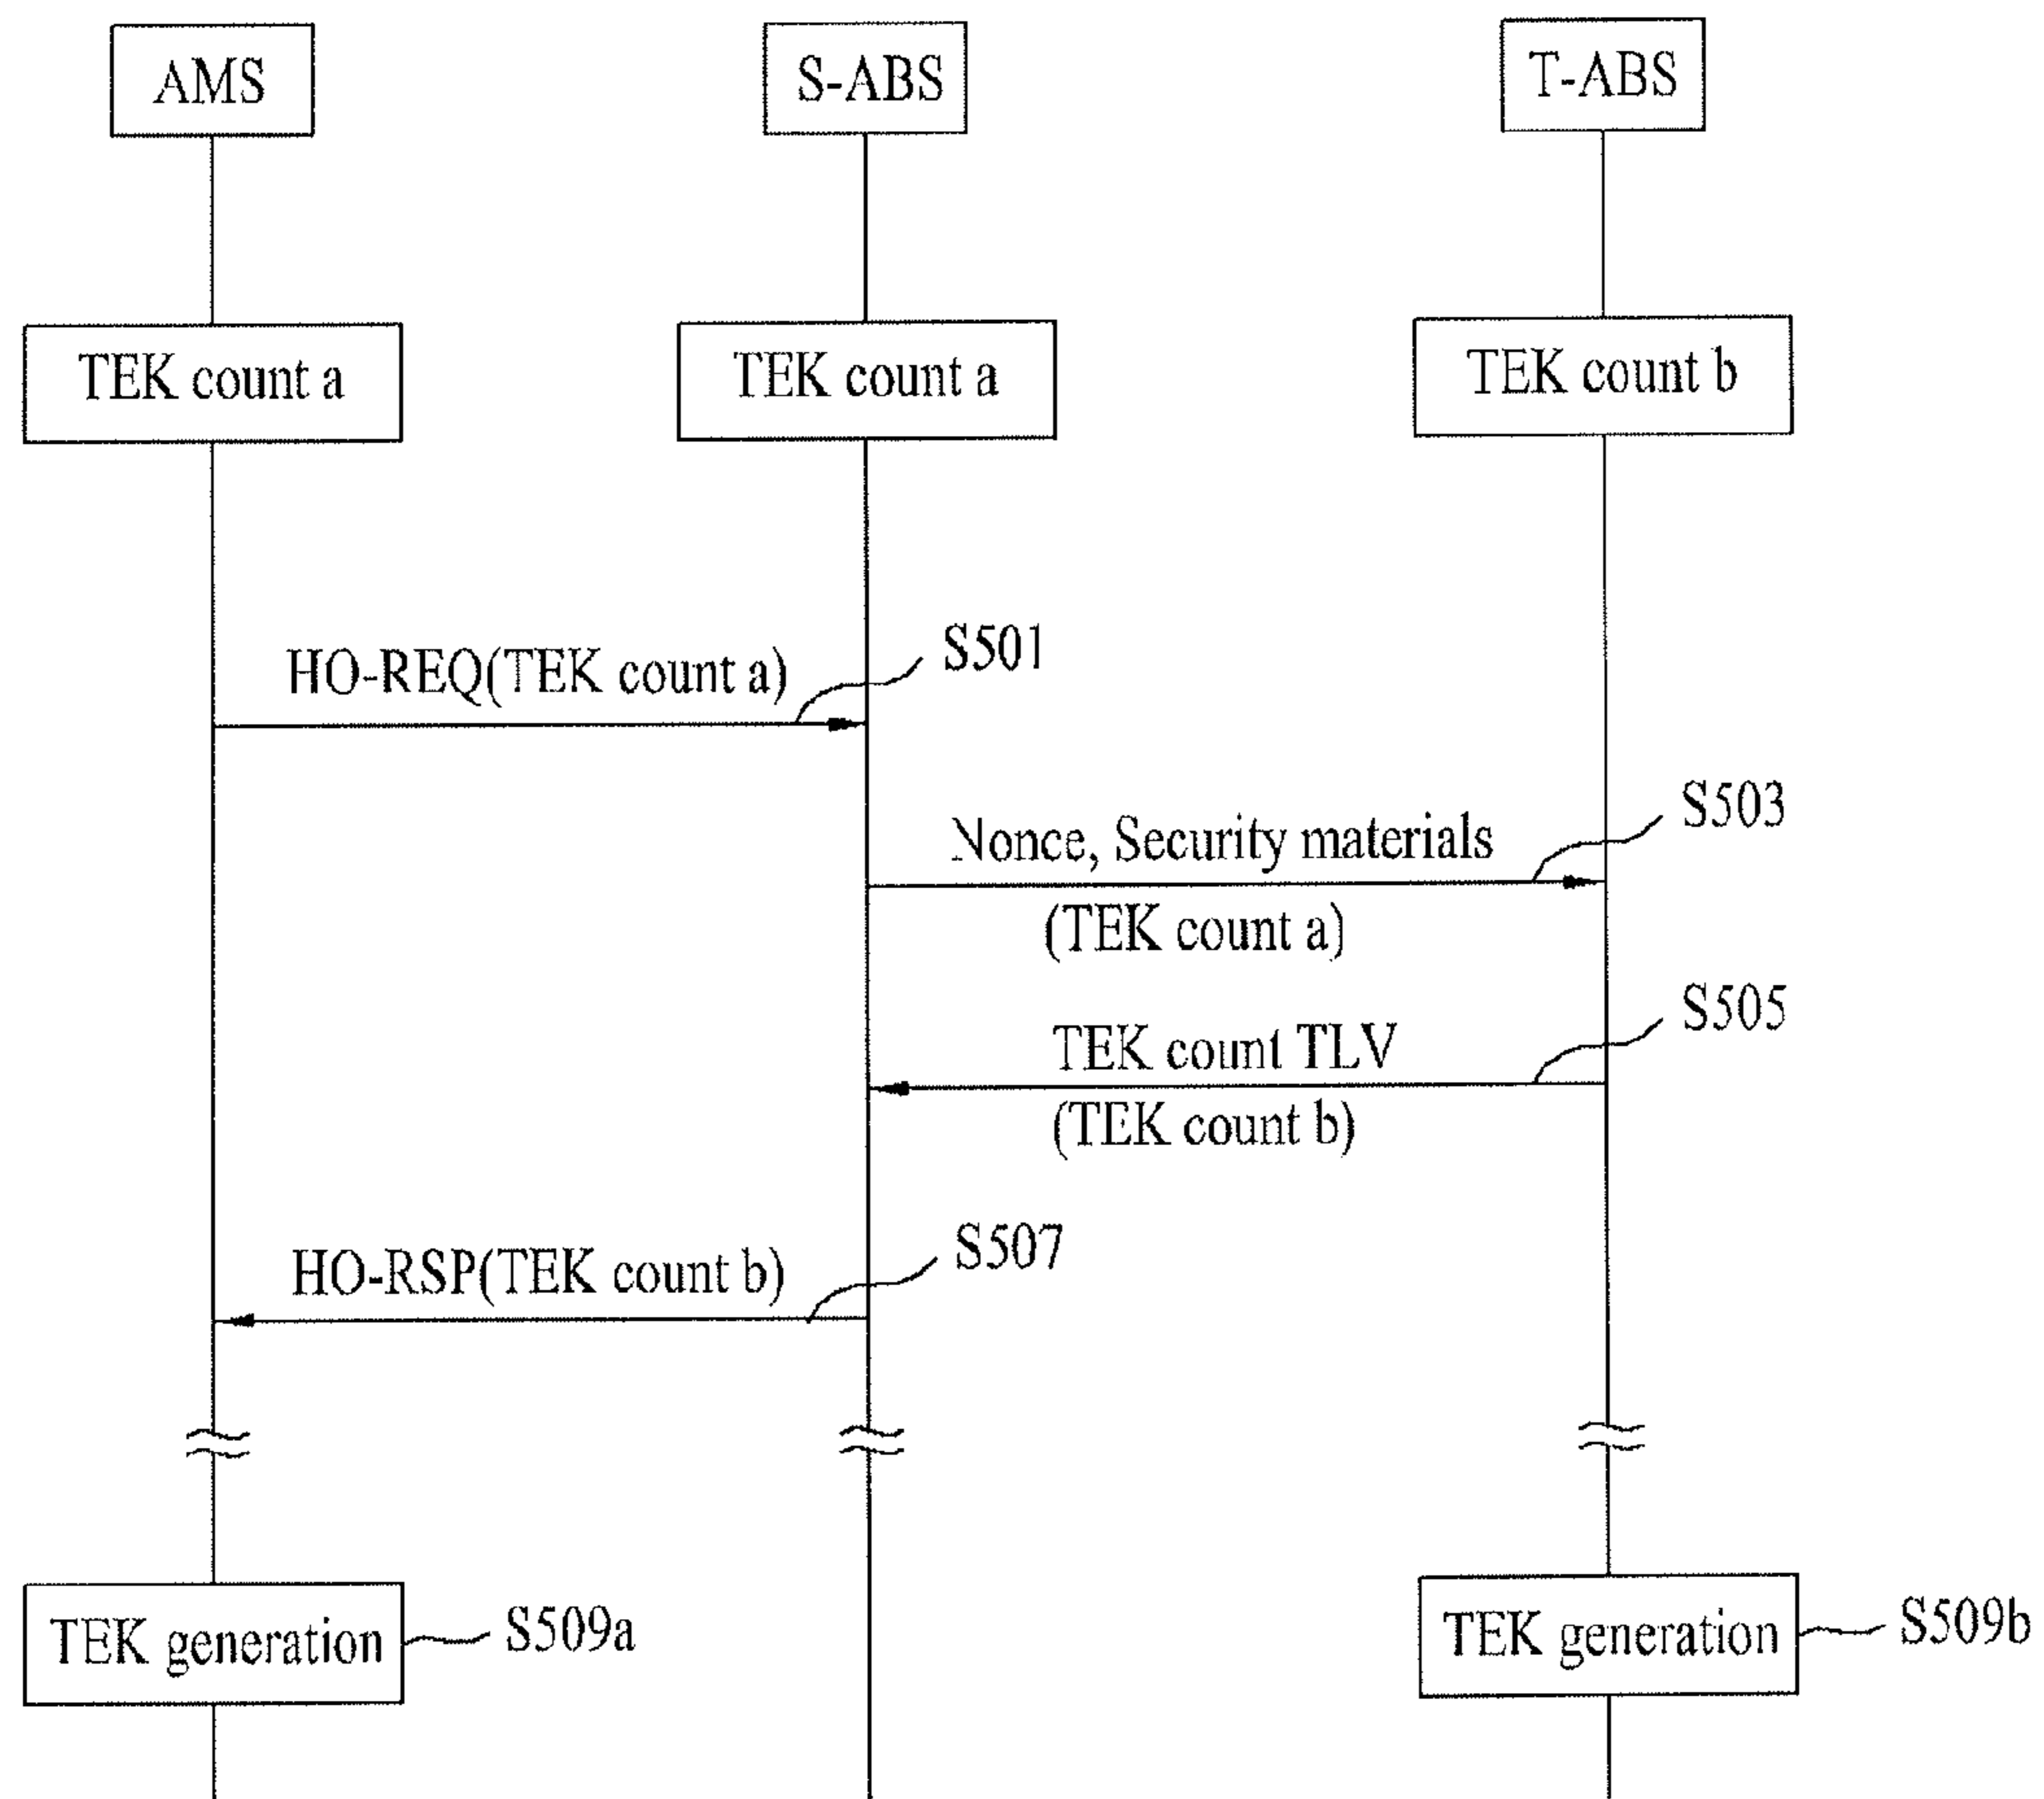 AMS
S-ABS
T-ABS
TEK count a
TEK count a
TEK count b
HO-REQ(TEK count a)
S501
Nonce, Security materials
(TEK count a)
S503
TEK count TLV
(TEK count b)
S505
HO-RSP(TEK count b)
S507
TEK generation
S509a
TEK generation
S509b